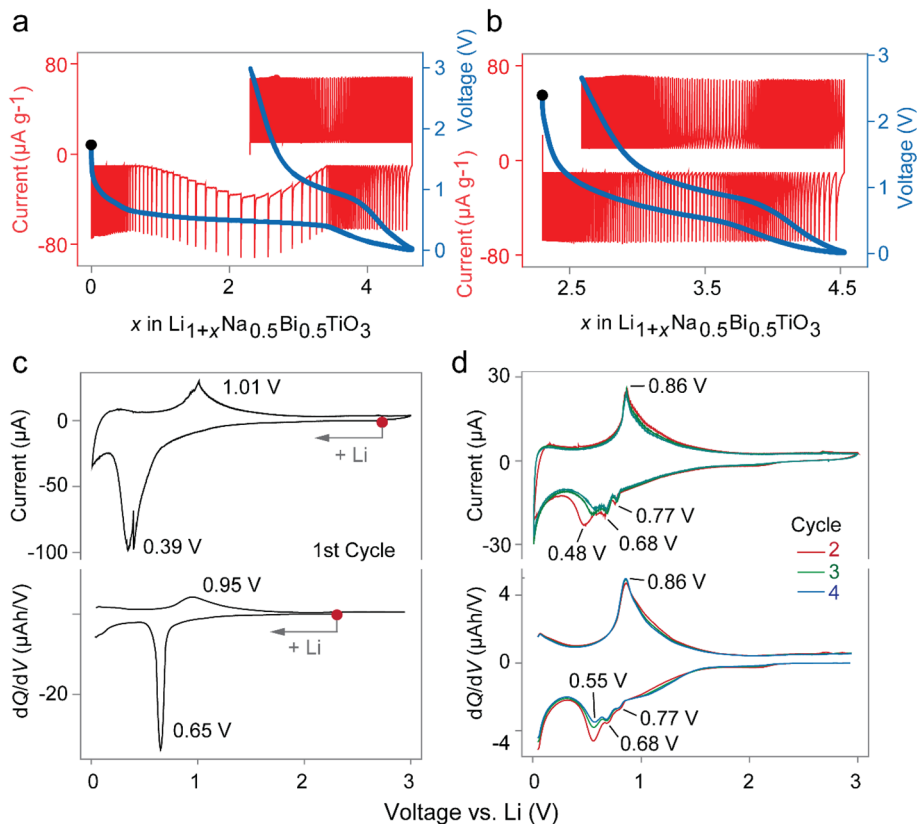 a
80
0
-80
Current (µA g-1)
3
2
1
0
Voltage (V)
0
2
4
x in Li1+xNa0.5Bi0.5TiO3
b
80
0
-80
Current (µA g-1)
3
2
1
0
Voltage (V)
2.5
3.5
4.5
x in Li1+xNa0.5Bi0.5TiO3
c
0
-50
-100
Current (µA)
1.01 V
+ Li
0.39 V
1st Cycle
-20
dQ/dV (µAh/V)
0.95 V
+ Li
0.65 V
0
1
2
3
d
30
0
-30
Current (µA)
0.86 V
0.77 V
0.68 V
0.48 V
Cycle
2
3
4
4
0
-4
dQ/dV (µAh/V)
0.86 V
0.55 V
0.77 V
0.68 V
0
1
2
3
Voltage vs. Li (V)